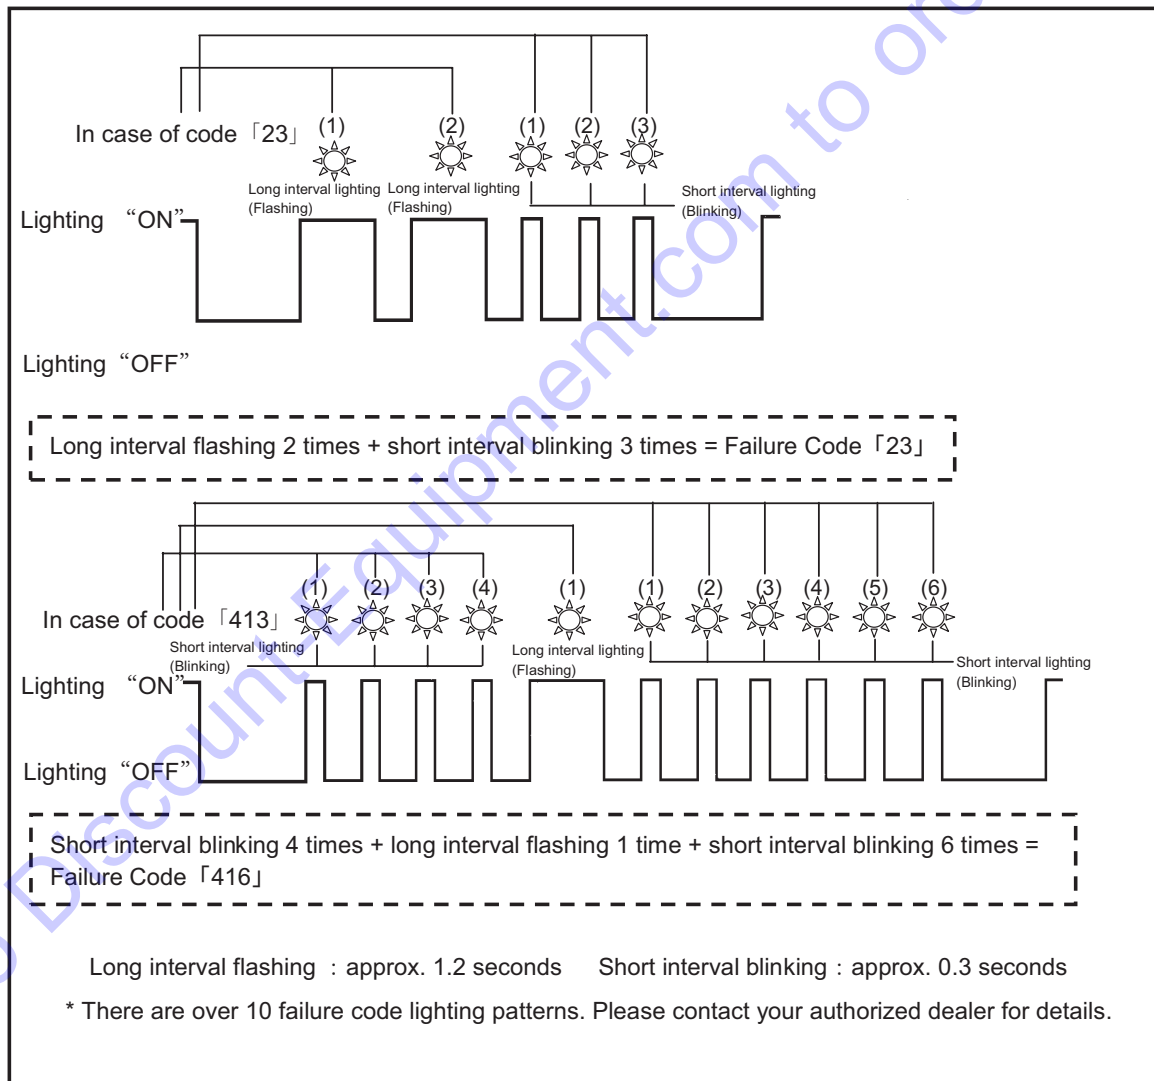 In case of code「23」
(1) (2) (1) (2) (3)
Long interval lighting Long interval lighting
(Flashing) (Flashing)
Short interval lighting
(Blinking)
Lighting “ON”
Lighting “OFF”
Long interval flashing 2 times + short interval blinking 3 times = Failure Code「23」
(1) (2) (3) (4) (1) (1) (2) (3) (4) (5) (6)
In case of code「413」
Short interval lighting
(Blinking)
Long interval lighting
(Flashing)
Short interval lighting
(Blinking)
Lighting “ON”
Lighting “OFF”
Short interval blinking 4 times + long interval flashing 1 time + short interval blinking 6 times =
Failure Code「416」
Long interval flashing : approx. 1.2 seconds Short interval blinking : approx. 0.3 seconds
* There are over 10 failure code lighting patterns. Please contact your authorized dealer for details.
Discount-Equipment.com to or